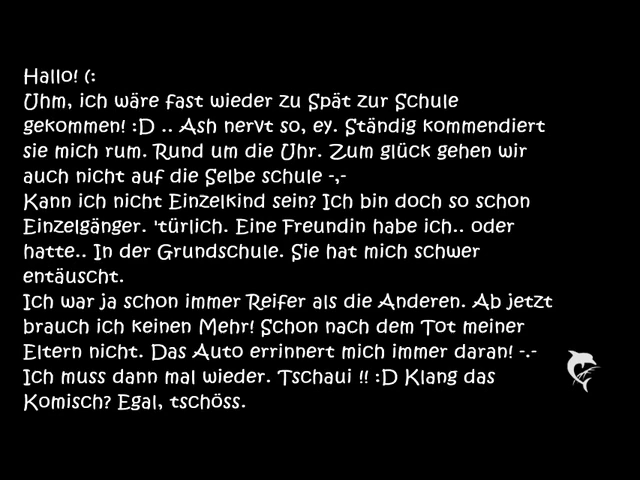 Hallo! (:
Uhm, ich wäre fast wieder zu Spät zur Schule
gekommen! :D .. Ash nervt so, ey. Ständig kommendiert
sie mich rum. Rund um die Uhr. Zum glück gehen wir
auch nicht auf die Selbe schule -,-
Kann ich nicht Einzelkind sein? Ich bin doch so schon
Einzelgänger. 'türlich. Eine Freundin habe ich.. oder
hatte.. In der Grundschule. Sie hat mich schwer
entäuscht.
Ich war ja schon immer Reifer als die Anderen. Ab jetzt
brauch ich keinen Mehr! Schon nach dem Tot meiner
Eltern nicht. Das Auto errinnert mich immer daran! -.-
Ich muss dann mal wieder. Tschaui !! :D Klang das
Komisch? Egal, tschöss.